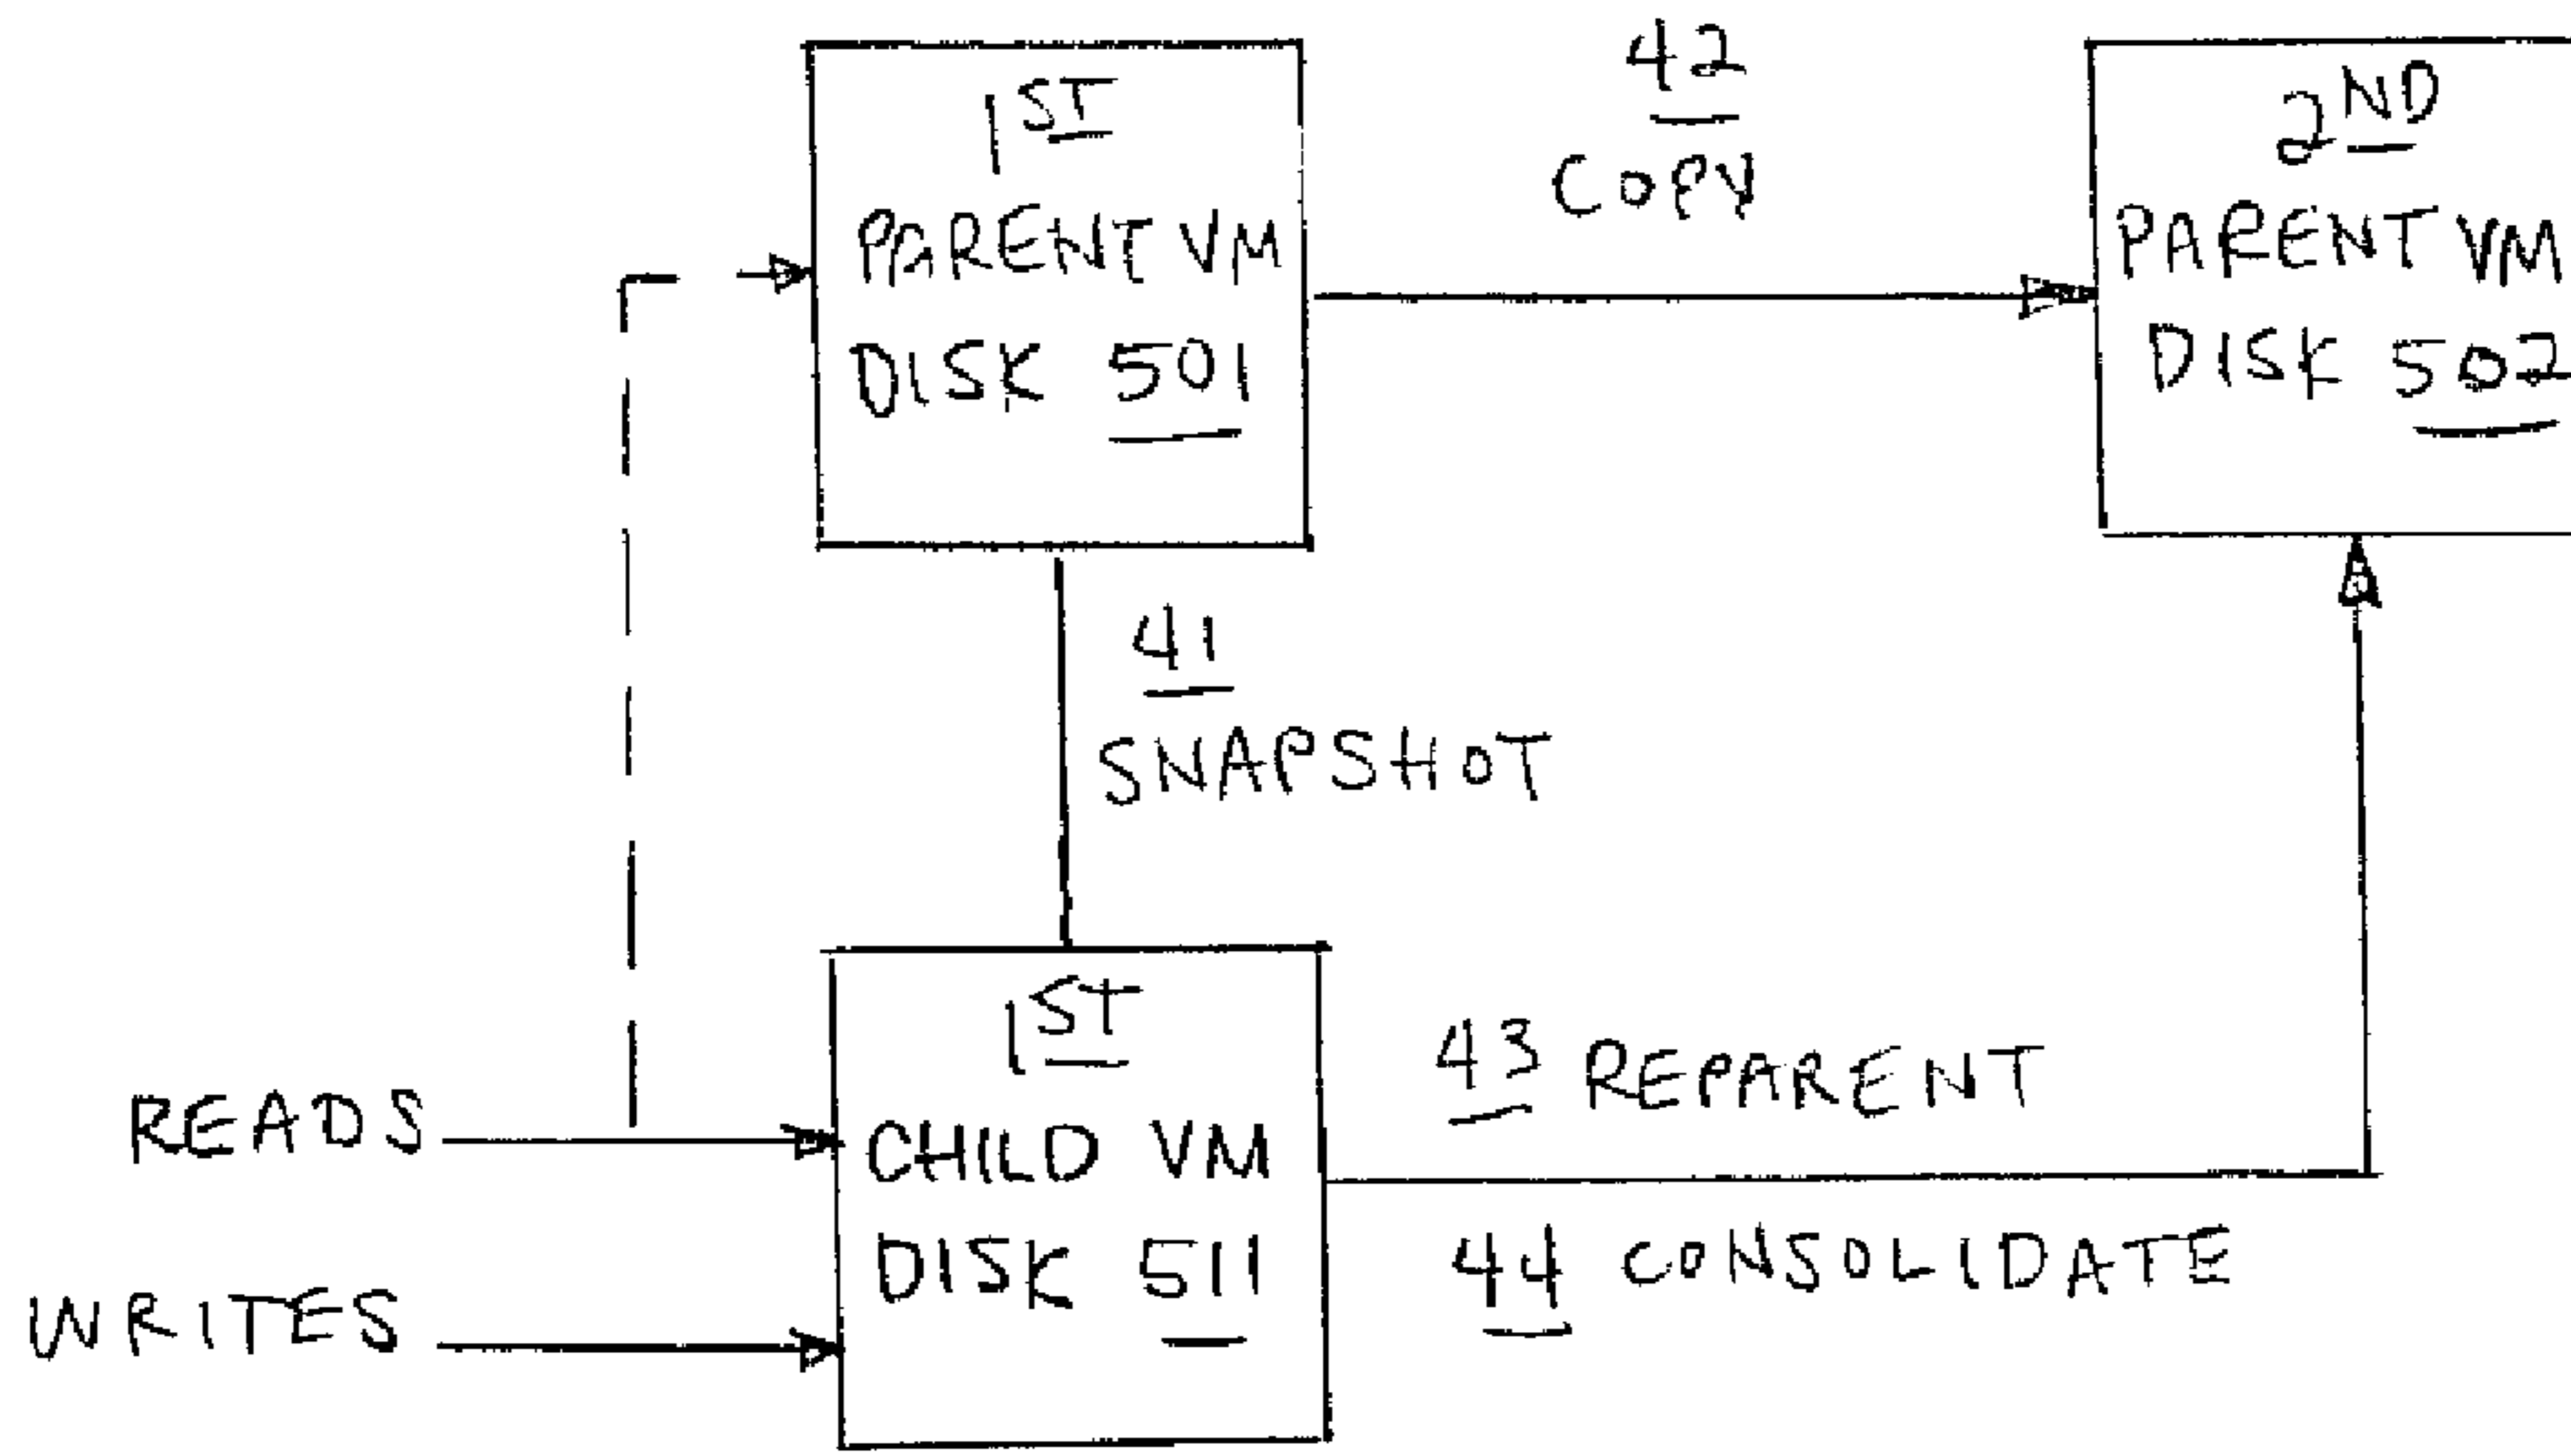 1ST
PARENT VM
DISK 501
42
COPY
2ND
PARENT VM
DISK 502
41
SNAPSHOT
READS
WRITES
1ST
CHILD VM
DISK 511
43 REPARENT
44 CONSOLIDATE